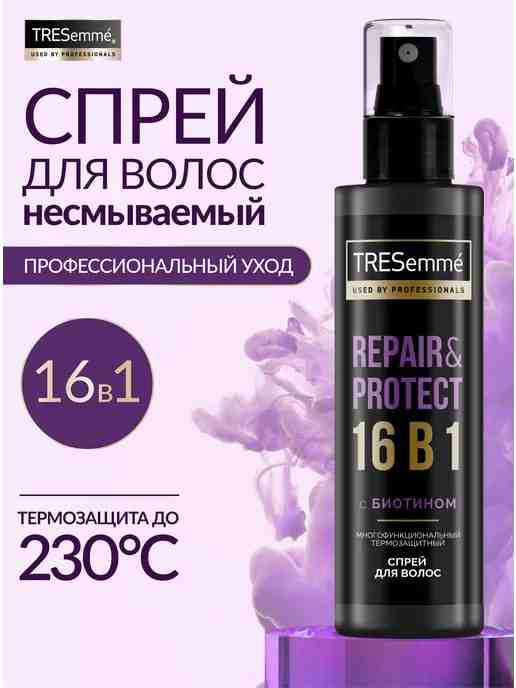 TRESemmé
USED BY PROFESSIONALS
СПРЕЙ
ДЛЯ ВОЛОС
несмываемый
ПРОФЕССИОНАЛЬНЫЙ УХОД
16в1
ТЕРМОЗАЩИТА ДО
230°С
TRESemmé
USED BY PROFESSIONALS
REPAIR&
PROTECT
16 В 1
с БИОТИНОМ
МНОГОФУНКЦИОНАЛЬНЫЙ
ТЕРМОЗАЩИТНЫЙ
СПРЕЙ
ДЛЯ ВОЛОС